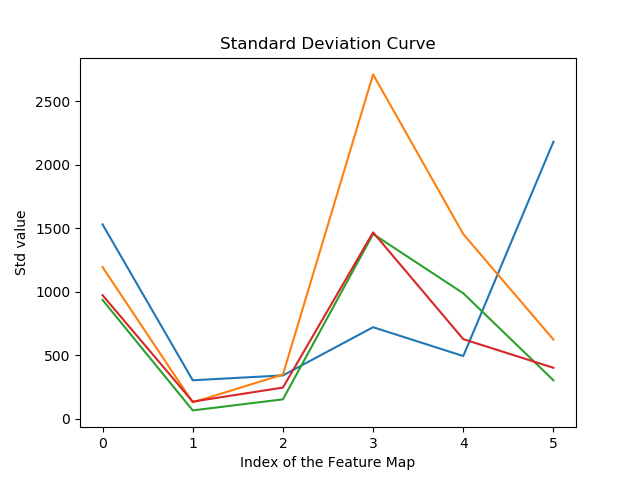 Standard Deviation Curve
2500
2000
1500
1000
500
0
Std value
0 1 2 3 4 5
Index of the Feature Map